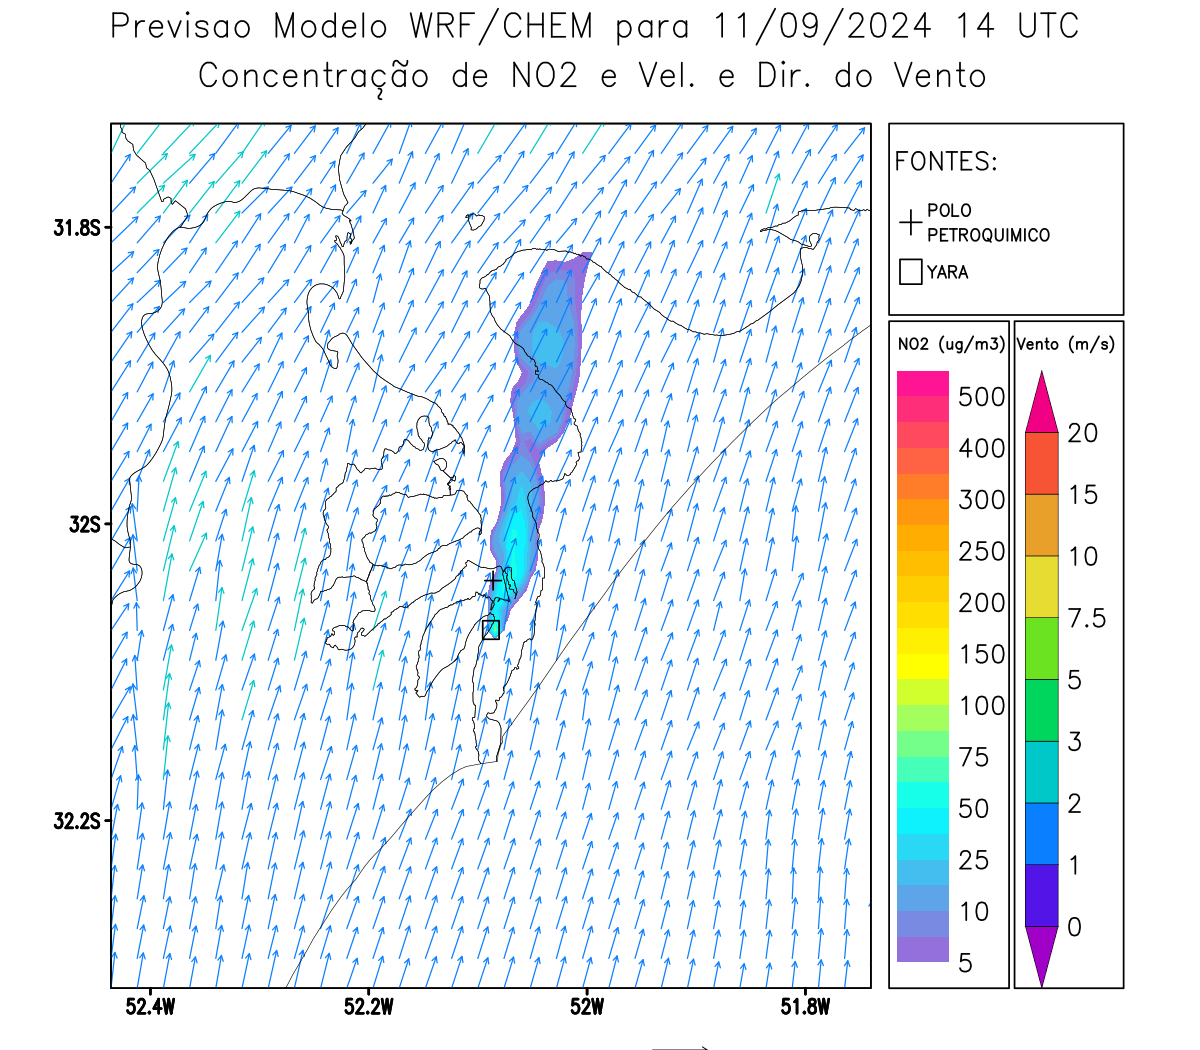 Previsao Modelo WRF/CHEM para 11/09/2024 14 UTC
Concentração de NO2 e Vel. e Dir. do Vento
FONTES:
POLO
PETROQUIMICO
YARA
31.8S
32S
32.2S
52.4W
52.2W
52W
51.8W
NO2 (ug/m3)
500
400
300
250
200
150
100
75
50
25
10
5
Vento (m/s)
20
15
10
7.5
5
3
2
1
0